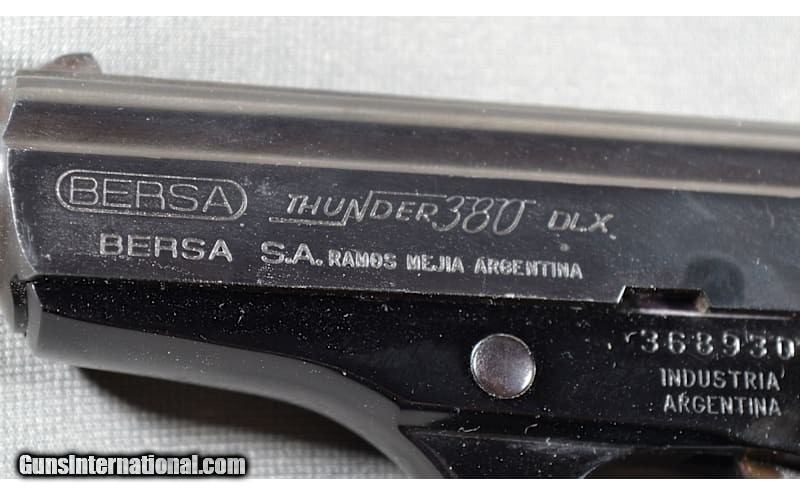 BERSA THUNDER 380 DLX
BERSA S.A. RAMOS MEJIA ARGENTINA
368930
INDUSTRIA
ARGENTINA
GunsInternational.com